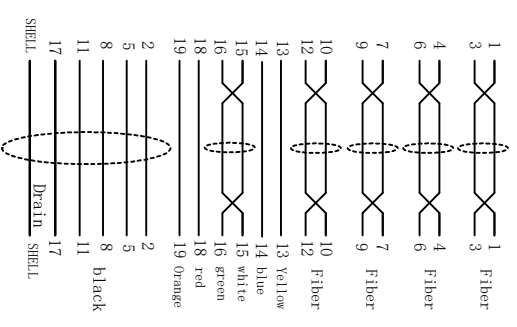 1 1
Fiber
3 3
4 4
Fiber
6 6
7 7
Fiber
9 9
10 10
Fiber
12 12
13 13 Yellow
14 14 blue
15 15 white
16 16 green
18 18 red
19 19 Orange
2 2
5 5
8 8
black
11 11
17 17
Drain
SHELL SHELL